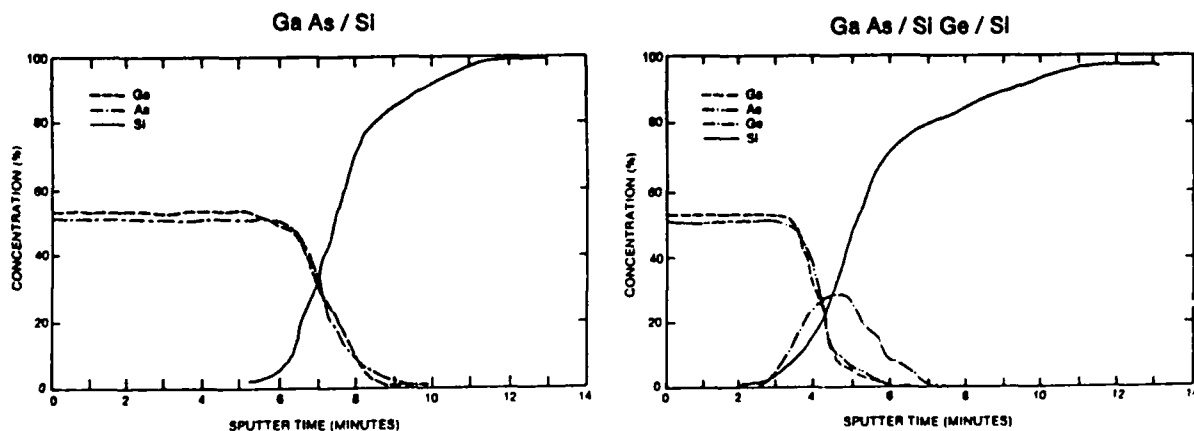 Ga As / Si
100
80
60
40
20
0
CONCENTRATION (%)
Ga
As
Si
0 2 4 6 8 10 12 14
SPUTTER TIME (MINUTES)
Ga As / Si Ge / Si
100
80
60
40
20
0
CONCENTRATION (%)
Ga
As
Ge
Si
0 2 4 6 8 10 12 14
SPUTTER TIME (MINUTES)